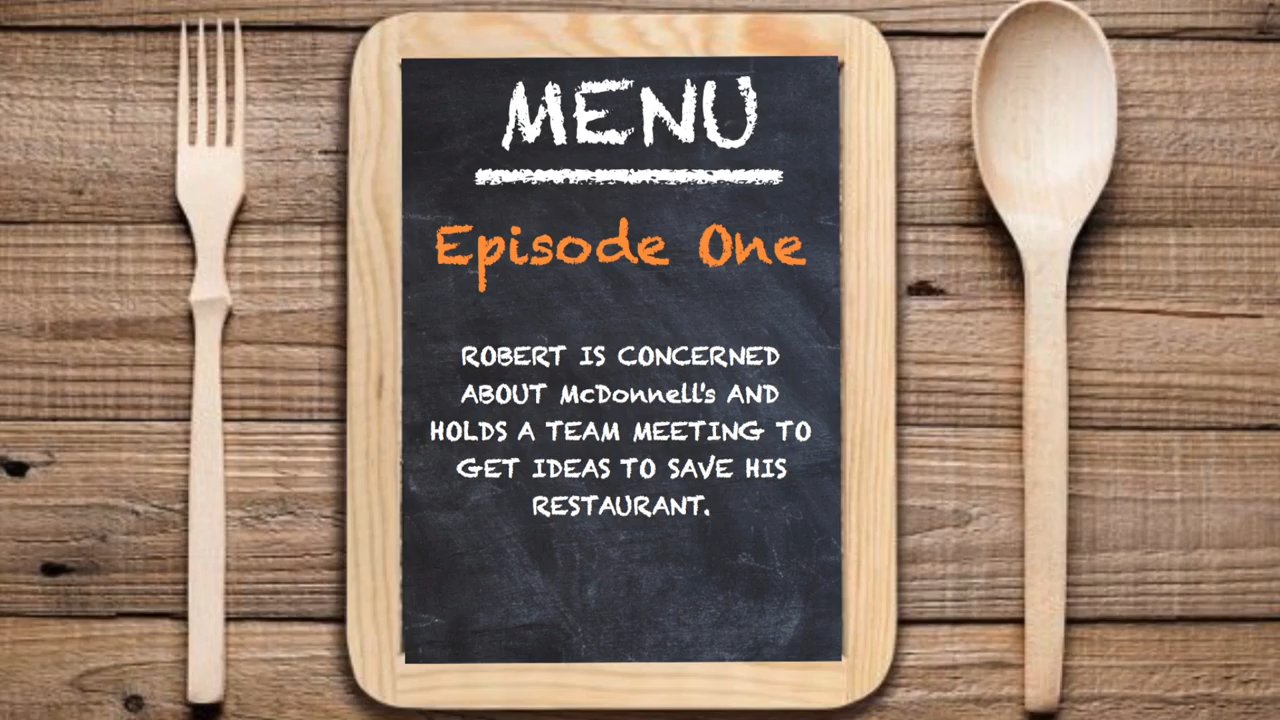 MENU
Episode One
ROBERT IS CONCERNED
ABOUT McDonnell's AND
HOLDS A TEAM MEETING TO
GET IDEAS TO SAVE HIS
RESTAURANT.